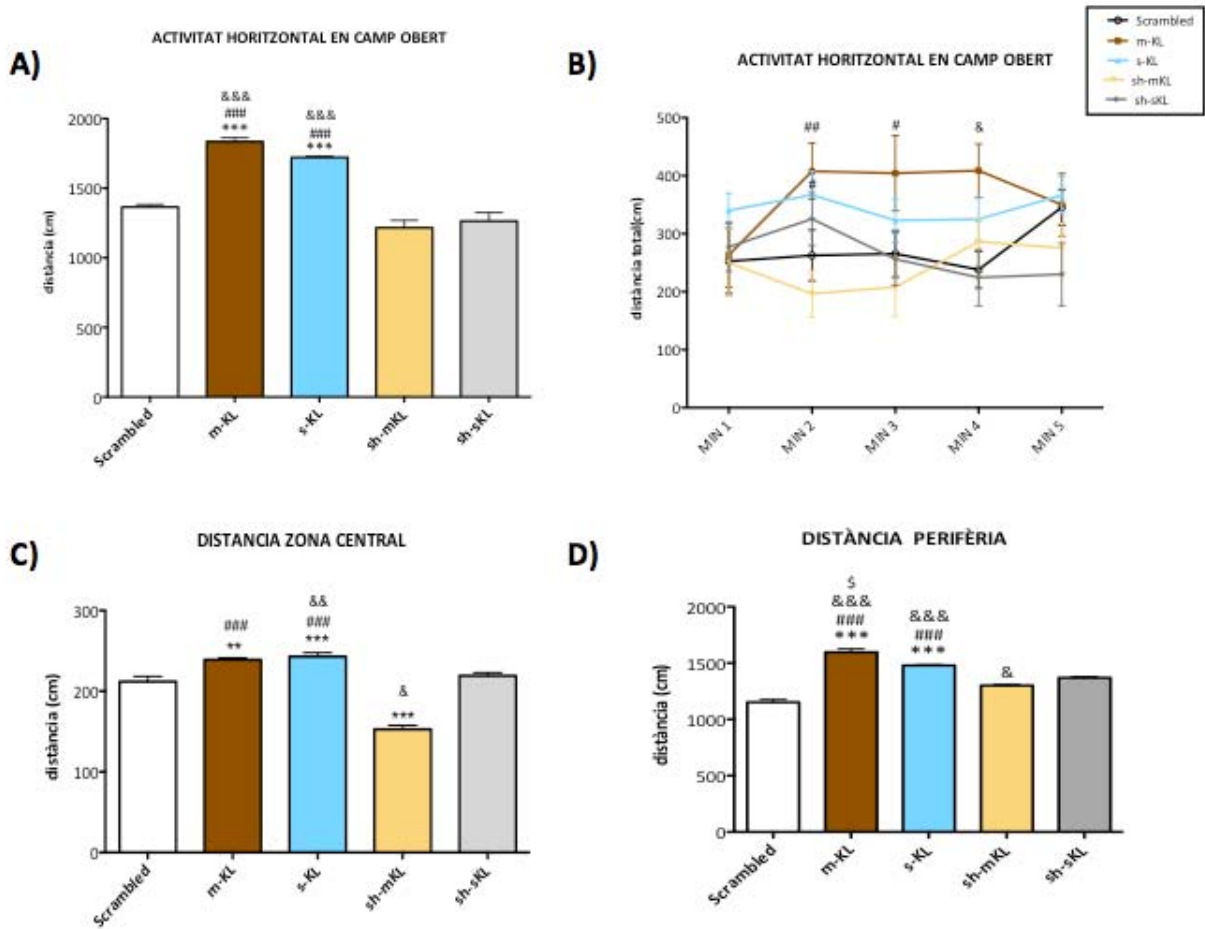 A)
ACTIVITAT HORITZONTAL EN CAMP OBERT
distància (cm)
2000
1500
1000
500
0
&&&
###
***
&&&
###
***
Scrambled
m-KL
s-KL
sh-mKL
sh-sKL
B)
ACTIVITAT HORITZONTAL EN CAMP OBERT
Scrambled
m-KL
s-KL
sh-mKL
sh-sKL
distància total(cm)
500
400
300
200
100
0
##
#
&
MIN 1
MIN 2
MIN 3
MIN 4
MIN 5
C)
DISTANCIA ZONA CENTRAL
distància (cm)
300
200
100
0
###
**
&&
###
***
&
***
Scrambled
m-KL
s-KL
sh-mKL
sh-sKL
D)
DISTÀNCIA PERIFÈRIA
distància (cm)
2000
1500
1000
500
0
$
&&&
###
***
&&&
###
***
&
Scrambled
m-KL
s-KL
sh-mKL
sh-sKL